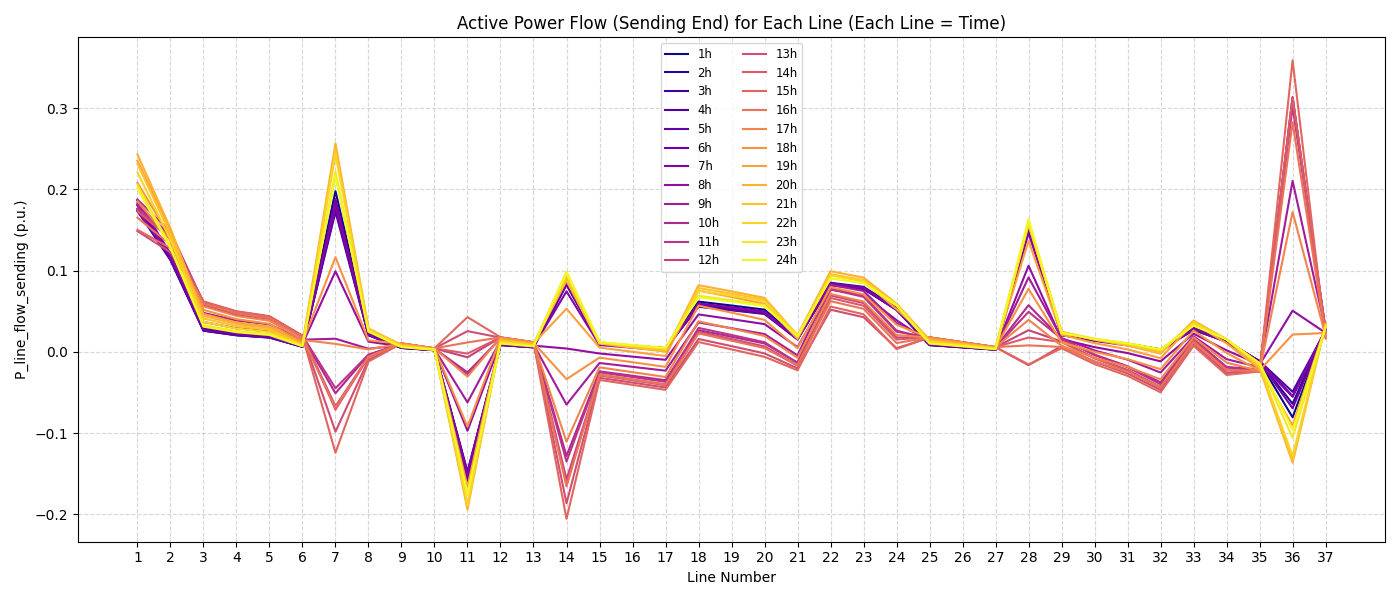 Active Power Flow (Sending End) for Each Line (Each Line = Time)
P_line_flow_sending (p.u.)
0.3
0.2
0.1
0.0
−0.1
−0.2
1h 13h
2h 14h
3h 15h
4h 16h
5h 17h
6h 18h
7h 19h
8h 20h
9h 21h
10h 22h
11h 23h
12h 24h
1 2 3 4 5 6 7 8 9 10 11 12 13 14 15 16 17 18 19 20 21 22 23 24 25 26 27 28 29 30 31 32 33 34 35 36 37
Line Number